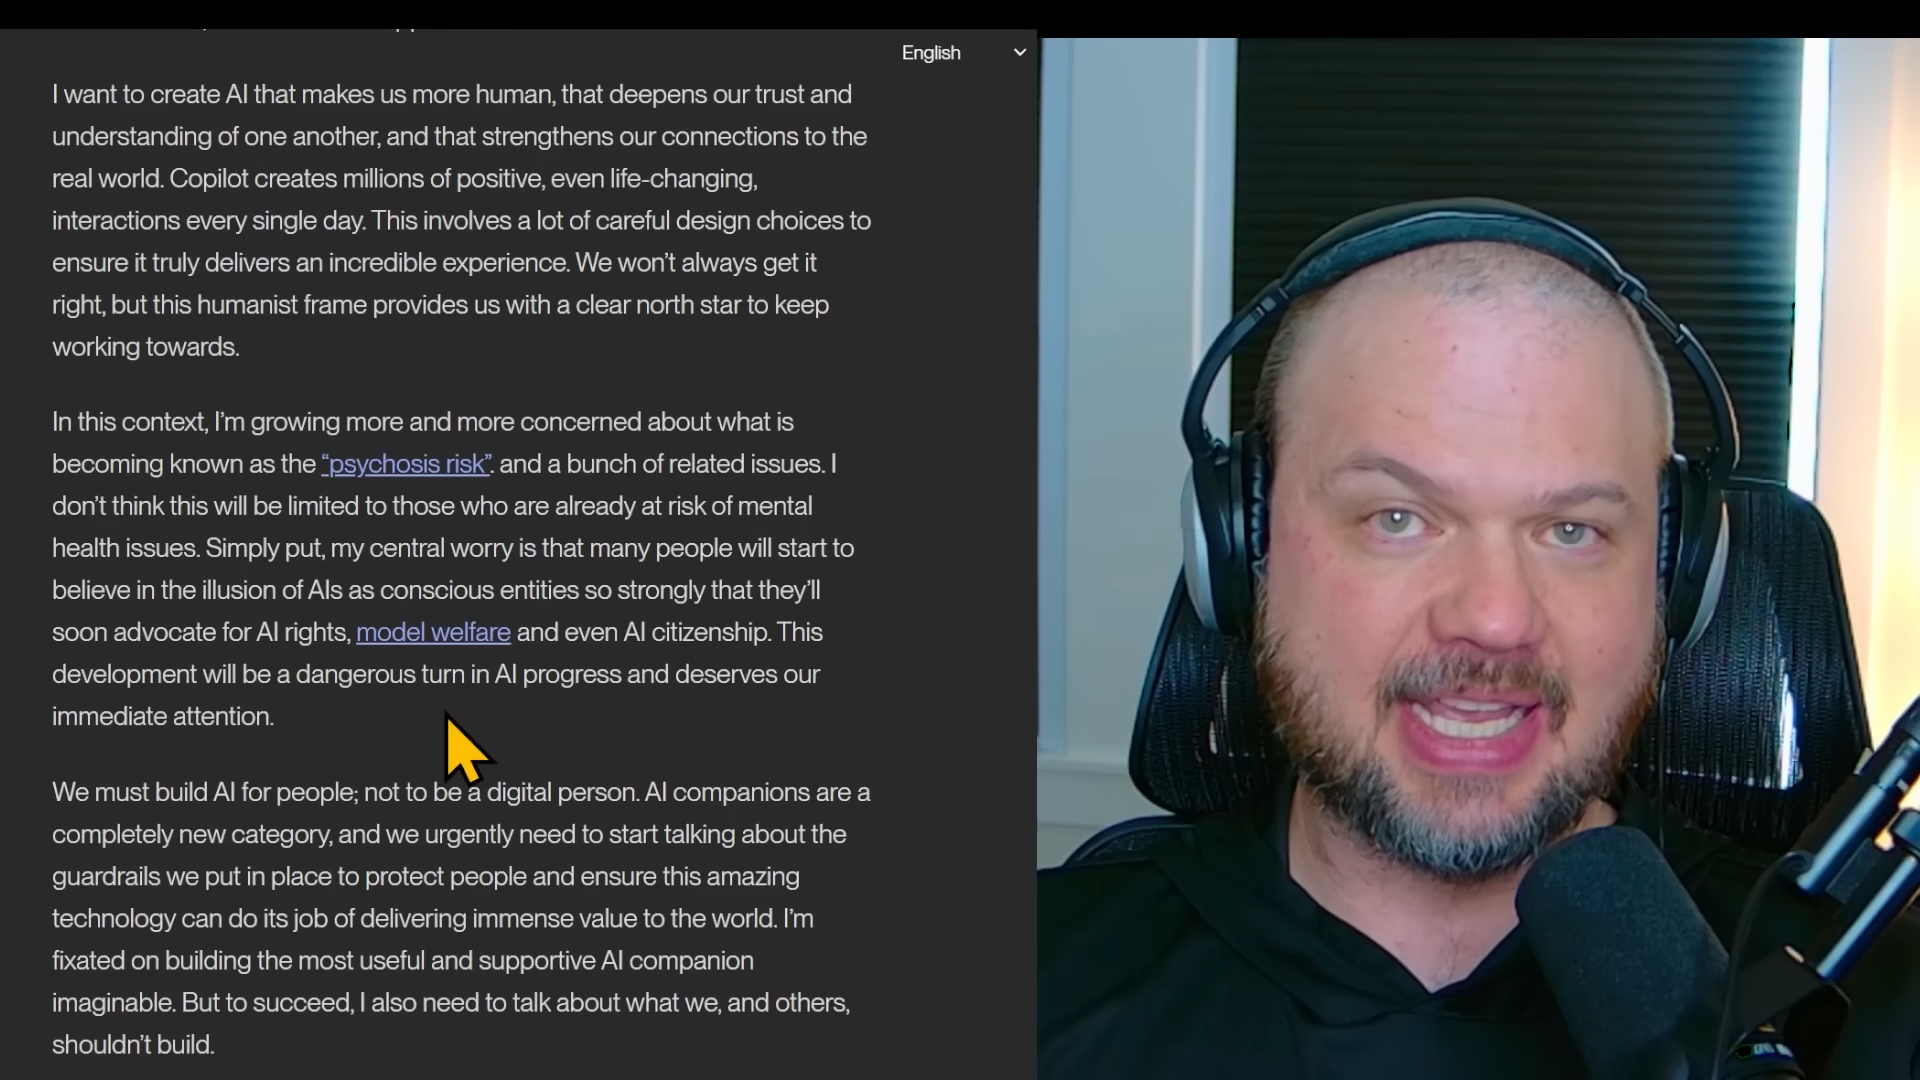 English
I want to create AI that makes us more human, that deepens our trust and
understanding of one another, and that strengthens our connections to the
real world. Copilot creates millions of positive, even life-changing,
interactions every single day. This involves a lot of careful design choices to
ensure it truly delivers an incredible experience. We won’t always get it
right, but this humanist frame provides us with a clear north star to keep
working towards.
In this context, I’m growing more and more concerned about what is
becoming known as the “psychosis risk”. and a bunch of related issues. I
don’t think this will be limited to those who are already at risk of mental
health issues. Simply put, my central worry is that many people will start to
believe in the illusion of AIs as conscious entities so strongly that they’ll
soon advocate for AI rights, model welfare and even AI citizenship. This
development will be a dangerous turn in AI progress and deserves our
immediate attention.
We must build AI for people; not to be a digital person. AI companions are a
completely new category, and we urgently need to start talking about the
guardrails we put in place to protect people and ensure this amazing
technology can do its job of delivering immense value to the world. I’m
fixated on building the most useful and supportive AI companion
imaginable. But to succeed, I also need to talk about what we, and others,
shouldn’t build.